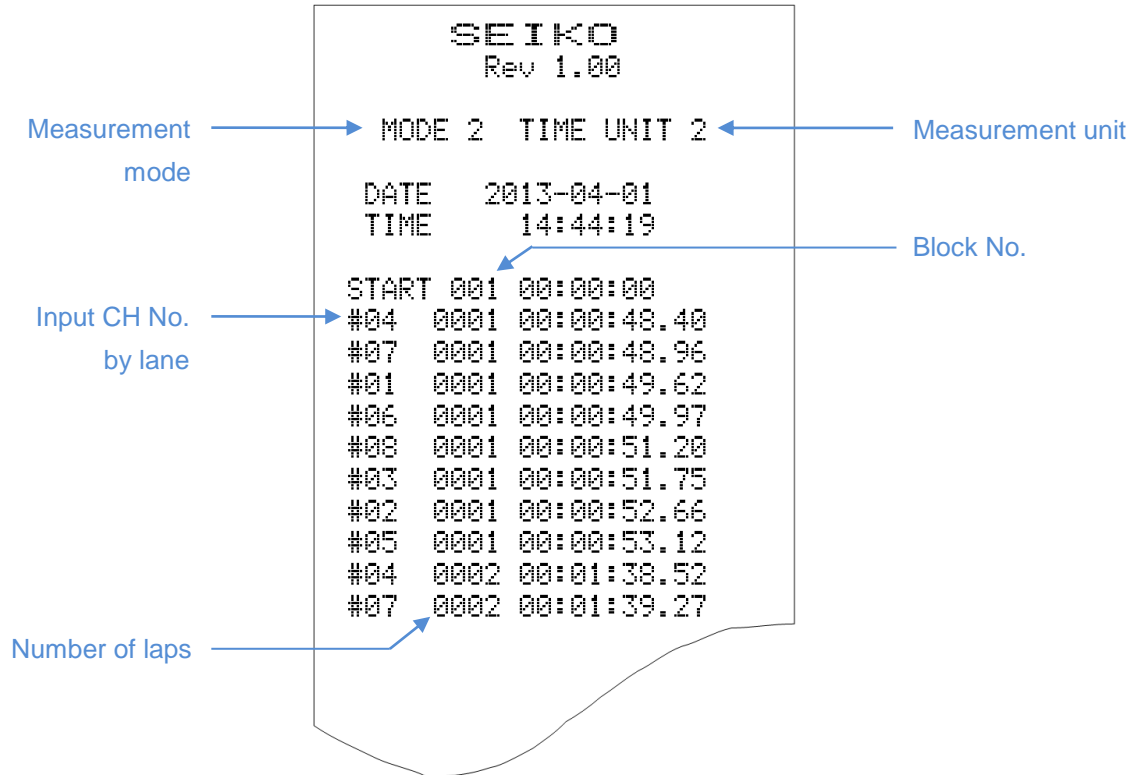 SEIKO
Rev 1.00
Measurement
mode
MODE 2 TIME UNIT 2
Measurement unit
DATE 2013-04-01
TIME 14:44:19
Block No.
START 001 00:00:00
Input CH No.
by lane
#04 0001 00:00:48.40
#07 0001 00:00:48.96
#01 0001 00:00:49.62
#06 0001 00:00:49.97
#08 0001 00:00:51.20
#03 0001 00:00:51.75
#02 0001 00:00:52.66
#05 0001 00:00:53.12
#04 0002 00:01:38.52
#07 0002 00:01:39.27
Number of laps